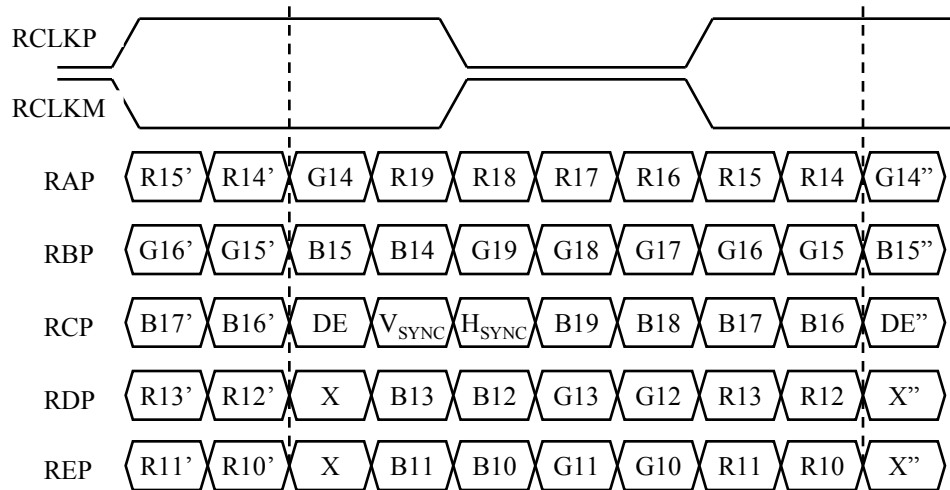 RCLKP
RCLKM
RAP R15’ R14’ G14 R19 R18 R17 R16 R15 R14 G14”
RBP G16’ G15’ B15 B14 G19 G18 G17 G16 G15 B15”
RCP B17’ B16’ DE VSYNC HSYNC B19 B18 B17 B16 DE”
RDP R13’ R12’ X B13 B12 G13 G12 R13 R12 X”
REP R11’ R10’ X B11 B10 G11 G10 R11 R10 X”